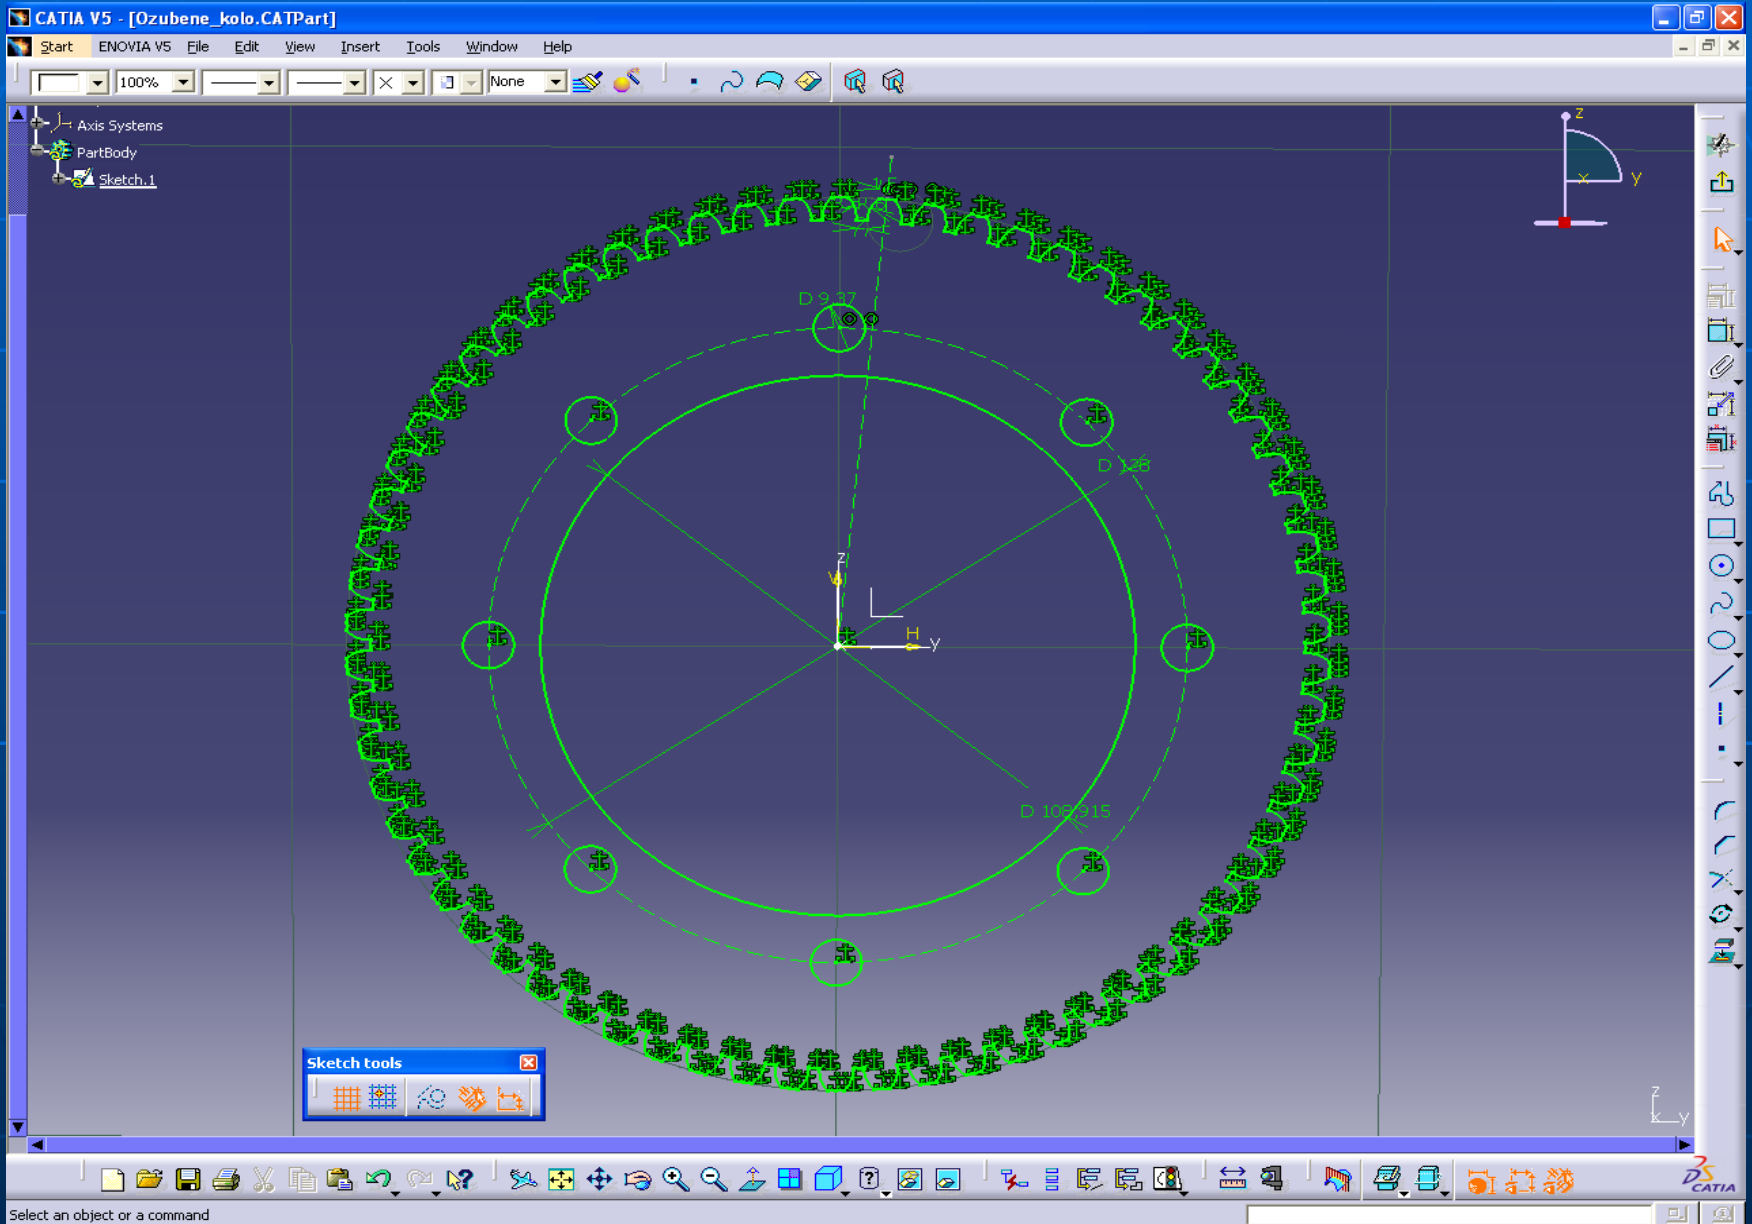 CATIA V5 - [Ozubene_kolo.CATPart]
Start ENOVIA V5 File Edit View Insert Tools Window Help
100% None
Axis Systems
PartBody
Sketch.1
z
x y
D 9,37
D 128
z
V
H
y
D 108,915
Sketch tools
z
x y
CATIA
Select an object or a command